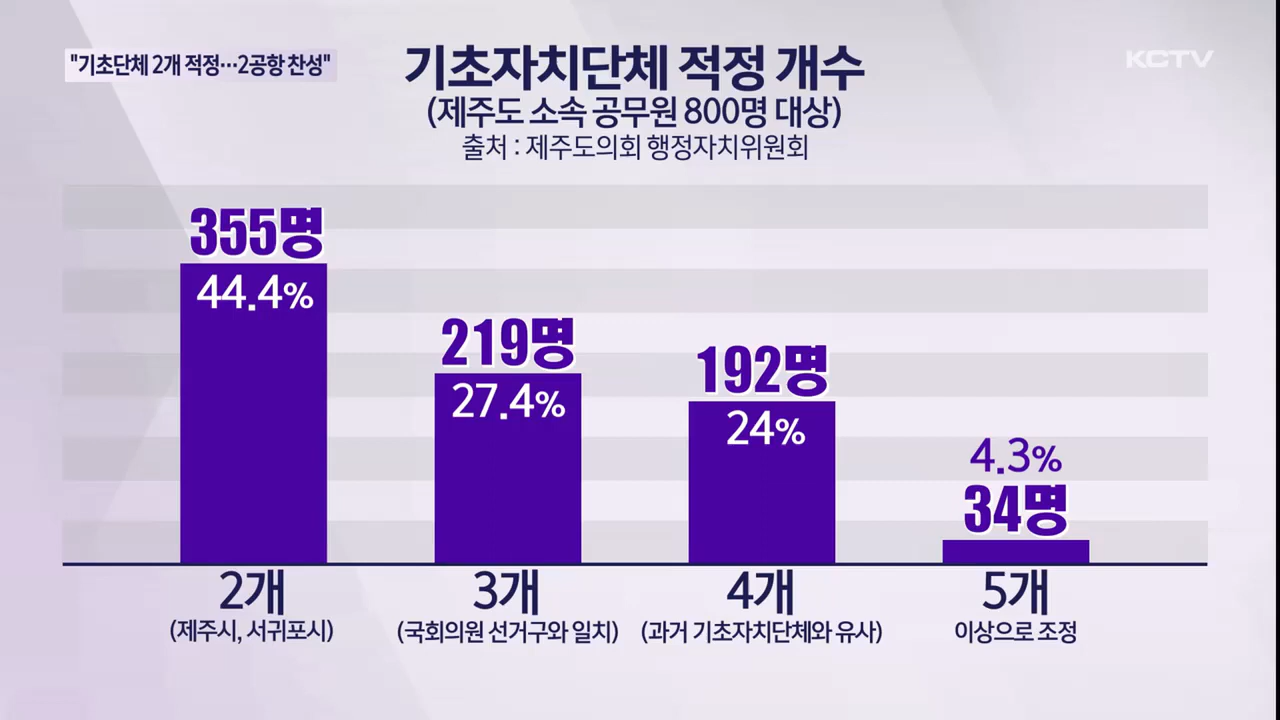 "기초단체 2개 적정…2공항 찬성"
KCTV
기초자치단체 적정 개수
(제주도 소속 공무원 800명 대상)
출처 : 제주도의회 행정자치위원회
355명
44.4%
219명
27.4%
192명
24%
4.3%
34명
2개
(제주시, 서귀포시)
3개
(국회의원 선거구와 일치)
4개
(과거 기초자치단체와 유사)
5개
이상으로 조정